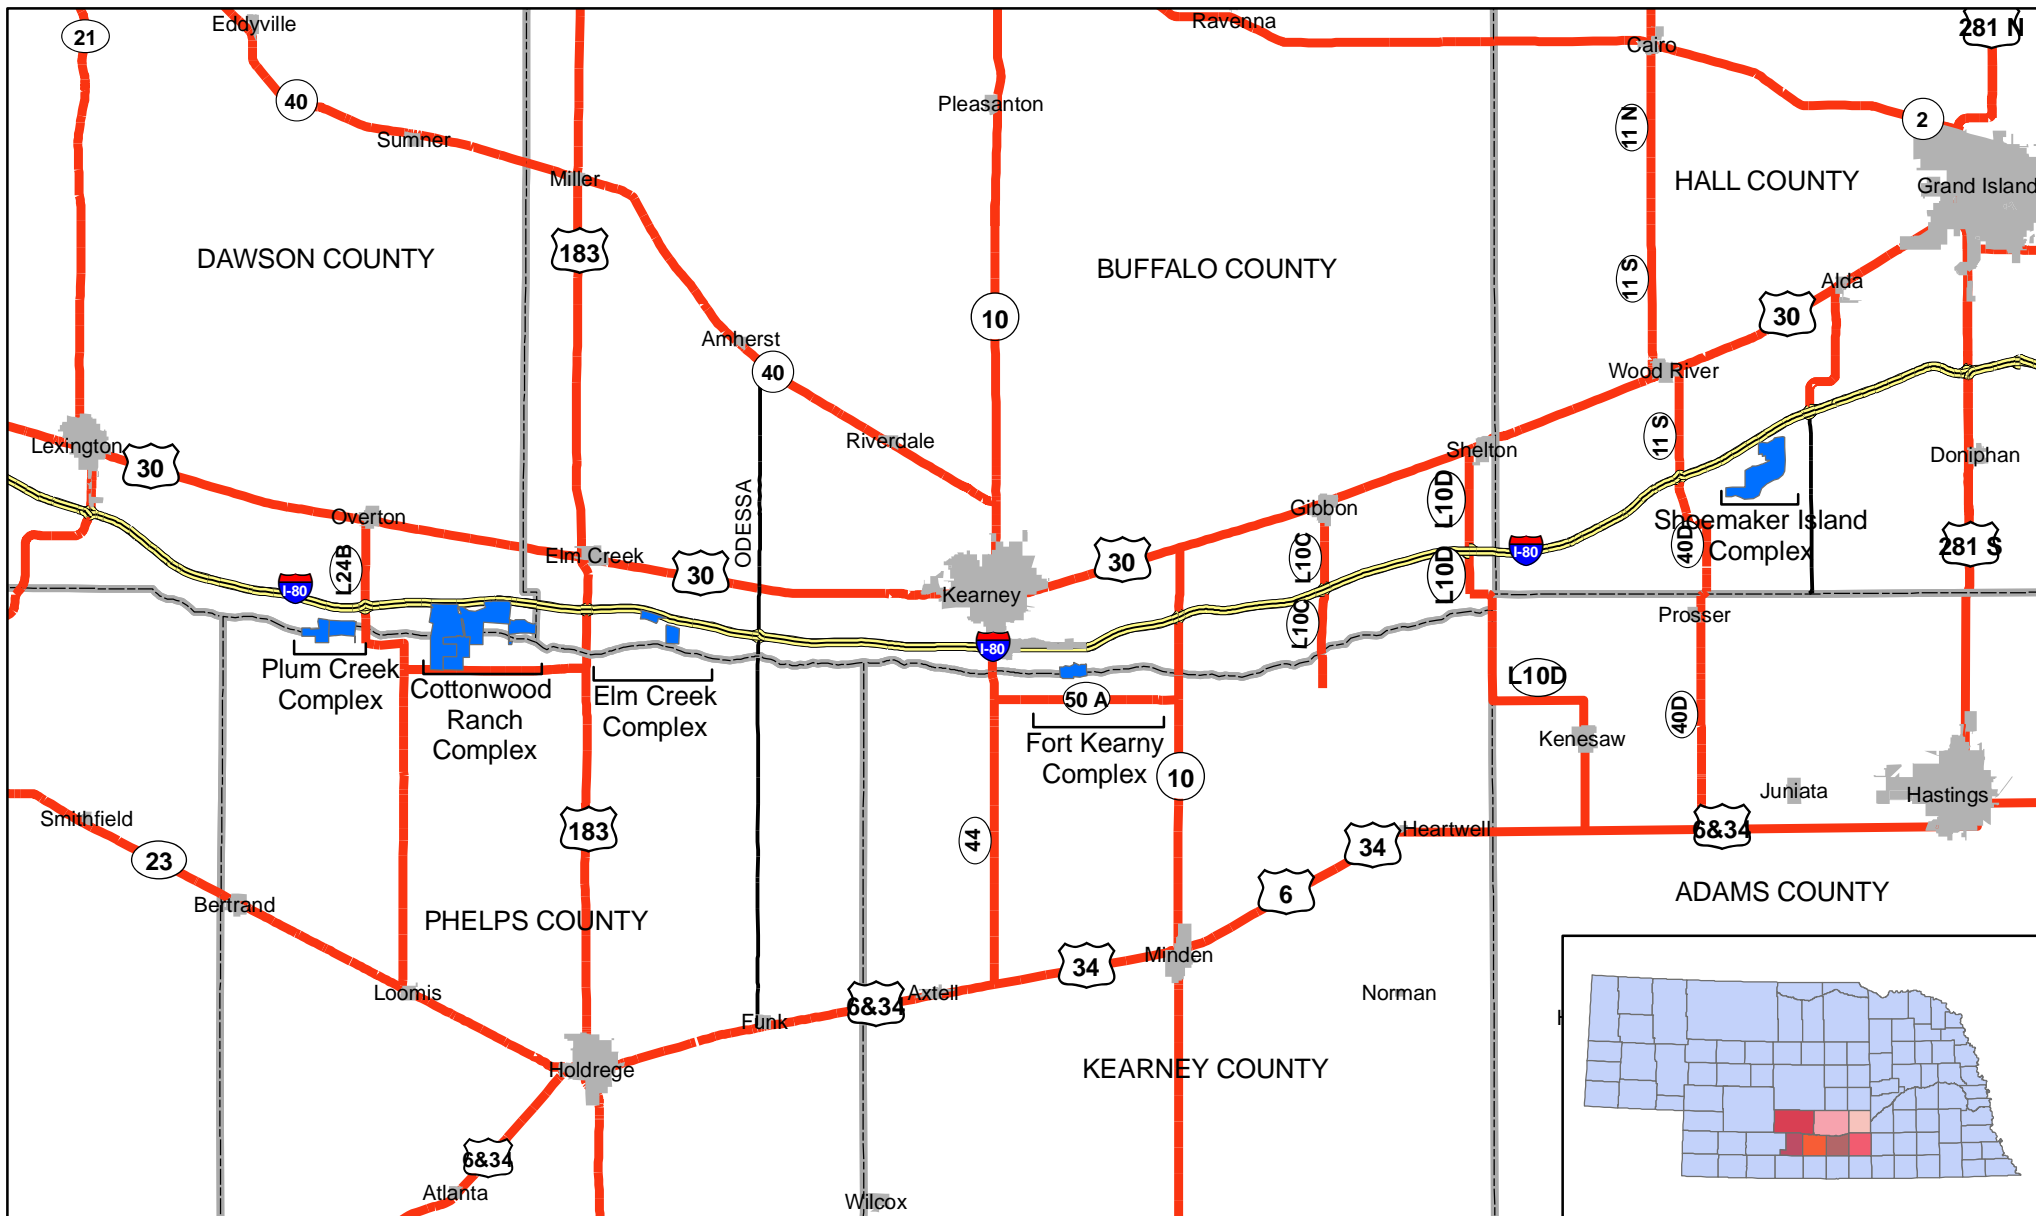 Eddyville
21
40
Sumner
Miller
183
DAWSON COUNTY
Pleasanton
Ravenna
Cairo
281 N
11 N
2
HALL COUNTY
Grand Island
BUFFALO COUNTY
11 S
Alda
30
10
Amherst
40
Wood River
Riverdale
Lexington
30
ODESSA
Shelton
11 S
Doniphan
L10D
Gibbon
Overton
Elm Creek
30
L24B
I-80
Kearney
30
L10C
L10D
I-80
40D
Shoemaker Island
Complex
281 S
Prosser
L10C
I-80
Plum Creek
Complex
Cottonwood
Ranch
Complex
Elm Creek
Complex
50 A
Fort Kearny
Complex
10
L10D
40D
Kenesaw
Juniata
Hastings
Smithfield
23
183
44
34
Heartwell
6&34
6
ADAMS COUNTY
Bertrand
PHELPS COUNTY
Minden
34
Loomis
Axtell
6&34
Norman
Funk
Holdrege
KEARNEY COUNTY
6&34
Atlanta
Wilcox